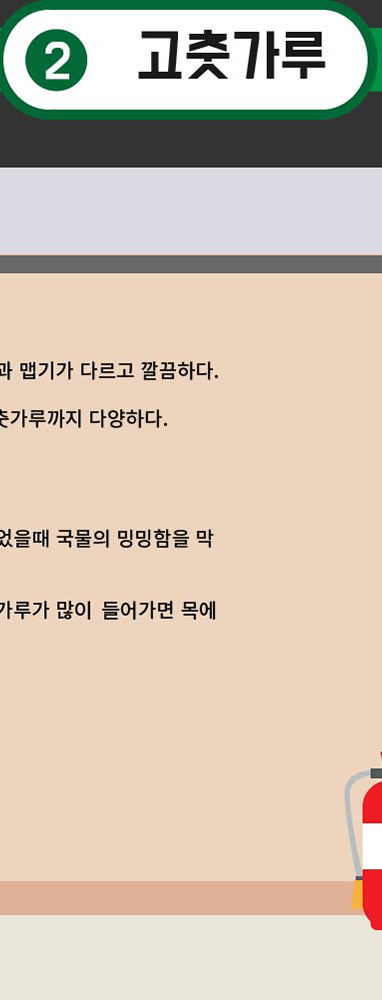 2 고춧가루
과 맵기가 다르고 깔끔하다.
춧가루까지 다양하다.
었을때 국물의 밍밍함을 막
가루가 많이 들어가면 목에